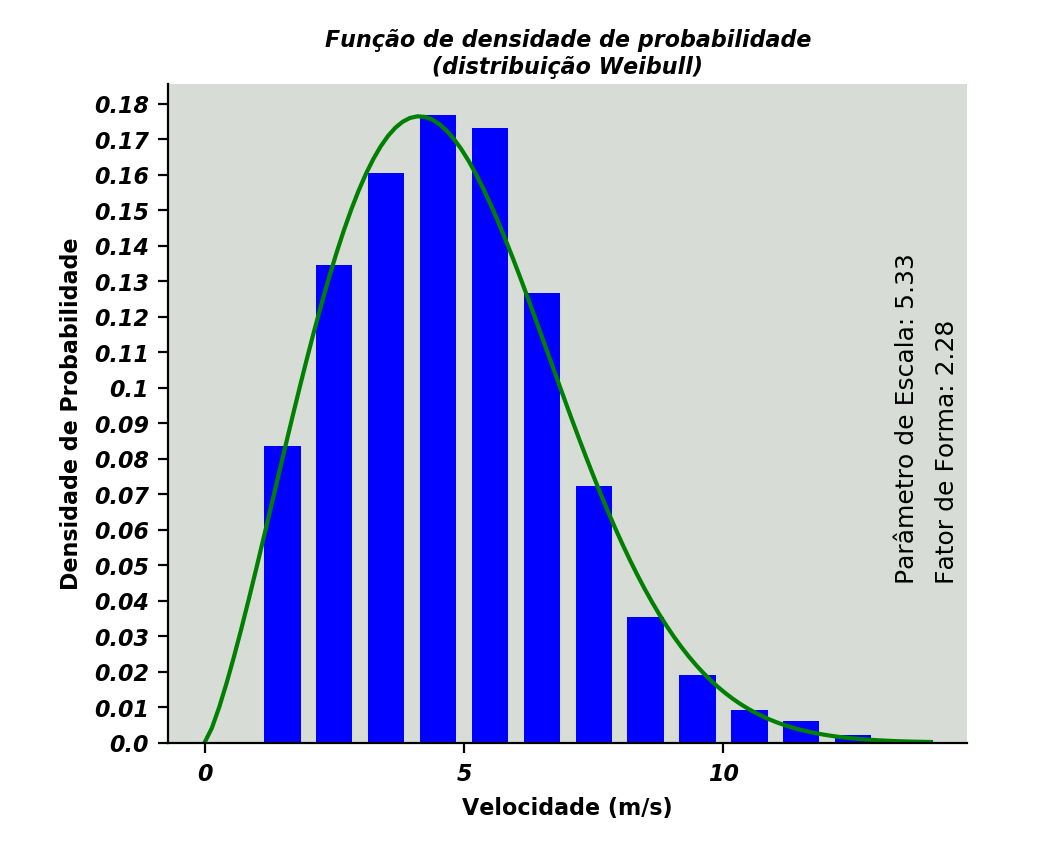 Função de densidade de probabilidade
(distribuição Weibull)
0.18
0.17
0.16
0.15
0.14
0.13
0.12
0.11
0.1
0.09
0.08
0.07
0.06
0.05
0.04
0.03
0.02
0.01
0.0
Densidade de Probabilidade
Parâmetro de Escala: 5.33
Fator de Forma: 2.28
0 5 10
Velocidade (m/s)